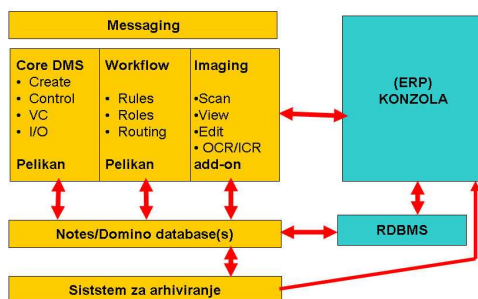 Messaging
Core DMS
• Create
• Control
• VC
• I/O
Pelikan
Workflow
• Rules
• Roles
• Routing
Pelikan
Imaging
•Scan
•View
•Edit
• OCR/ICR
add-on
(ERP)
KONZOLA
Notes/Domino database(s)
RDBMS
Siststem za arhiviranje